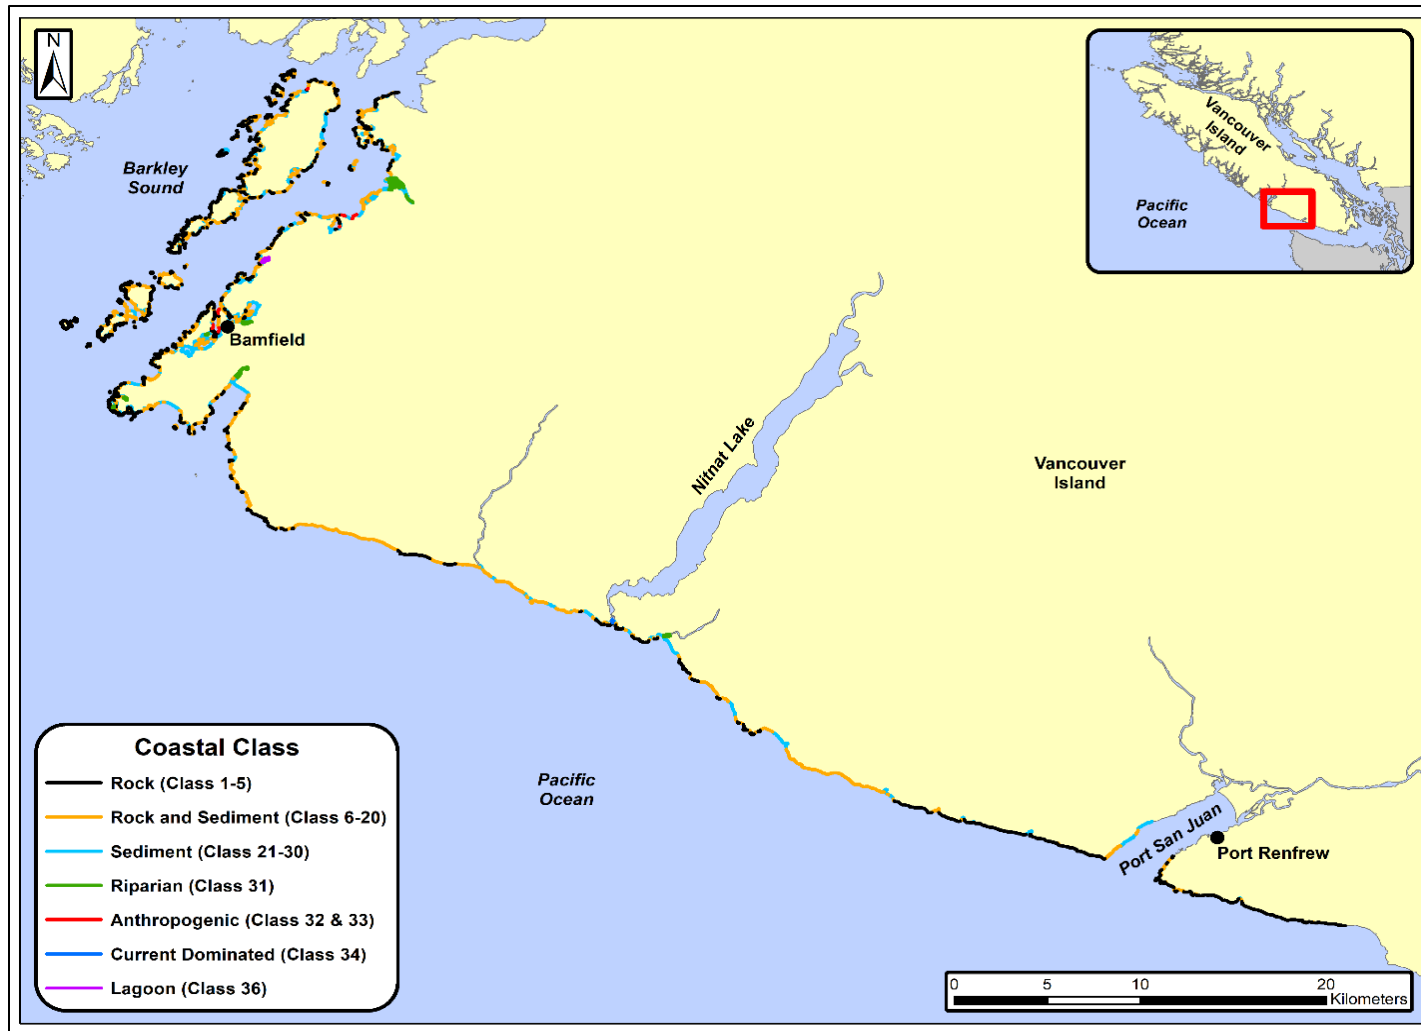 N
Barkley
Sound
Vancouver
Island
Pacific
Ocean
Bamfield
Nitnat Lake
Vancouver
Island
Pacific
Ocean
Port San Juan
Port Renfrew
Coastal Class
Rock (Class 1-5)
Rock and Sediment (Class 6-20)
Sediment (Class 21-30)
Riparian (Class 31)
Anthropogenic (Class 32 & 33)
Current Dominated (Class 34)
Lagoon (Class 36)
0 5 10 20
Kilometers